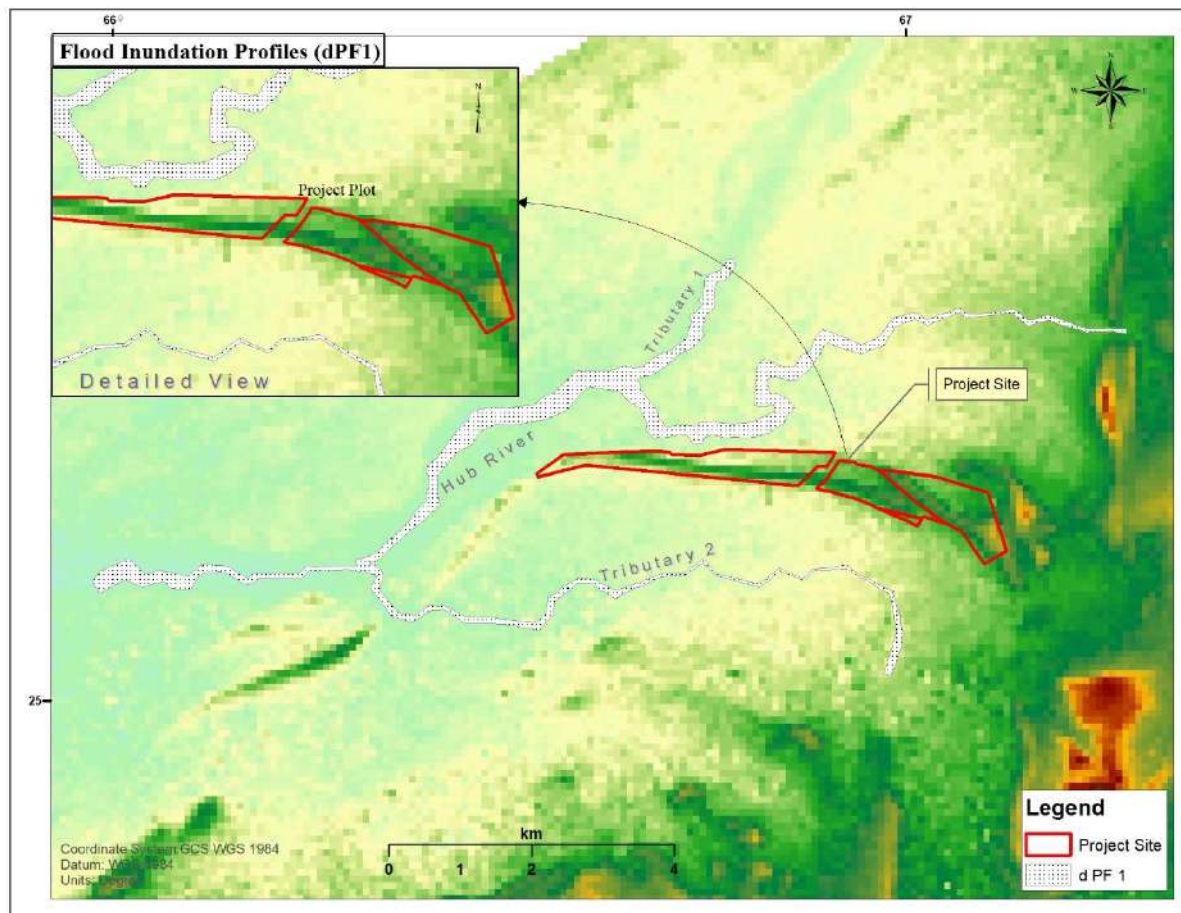 66⁰
67
Flood Inundation Profiles (dPF1)
N
Project Plot
Detailed View
N
W
E
S
Tributary 1
Project Site
Hub River
Tributary 2
25
km
0 1 2 4
Coordinate System: GCS WGS 1984
Datum: WGS 1984
Units: Degree
Legend
Project Site
d PF 1